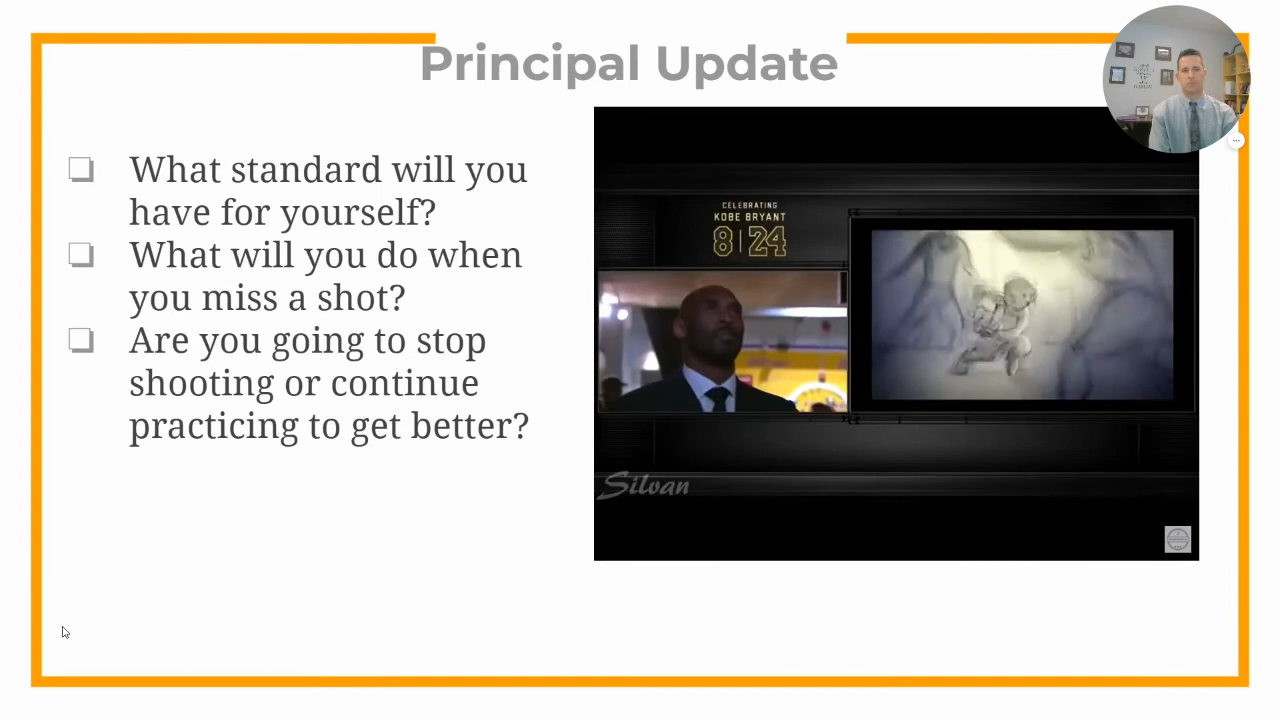 Principal Update
What standard will you
have for yourself?
What will you do when
you miss a shot?
Are you going to stop
shooting or continue
practicing to get better?
CELEBRATING
KOBE BRYANT
8|24
Silvan